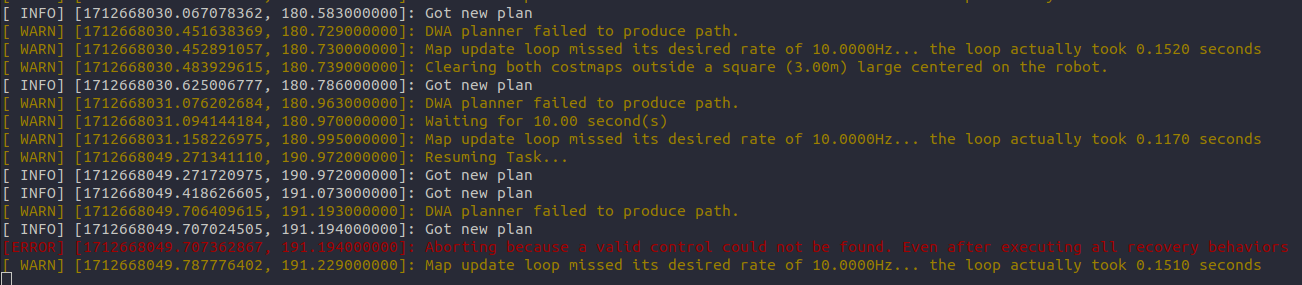 [ INFO] [1712668030.067078362, 180.583000000]: Got new plan
[ WARN] [1712668030.451638369, 180.729000000]: DWA planner failed to produce path.
[ WARN] [1712668030.452891057, 180.730000000]: Map update loop missed its desired rate of 10.0000Hz... the loop actually took 0.1520 seconds
[ WARN] [1712668030.483929615, 180.739000000]: Clearing both costmaps outside a square (3.00m) large centered on the robot.
[ INFO] [1712668030.625006777, 180.786000000]: Got new plan
[ WARN] [1712668031.076202684, 180.963000000]: DWA planner failed to produce path.
[ WARN] [1712668031.094144184, 180.970000000]: Waiting for 10.00 second(s)
[ WARN] [1712668031.158226975, 180.995000000]: Map update loop missed its desired rate of 10.0000Hz... the loop actually took 0.1170 seconds
[ WARN] [1712668049.271341110, 190.972000000]: Resuming Task...
[ INFO] [1712668049.271720975, 190.972000000]: Got new plan
[ INFO] [1712668049.418626605, 191.073000000]: Got new plan
[ WARN] [1712668049.706409615, 191.193000000]: DWA planner failed to produce path.
[ INFO] [1712668049.707024505, 191.194000000]: Got new plan
[ERROR] [1712668049.707362867, 191.194000000]: Aborting because a valid control could not be found. Even after executing all recovery behaviors
[ WARN] [1712668049.787776402, 191.229000000]: Map update loop missed its desired rate of 10.0000Hz... the loop actually took 0.1510 seconds